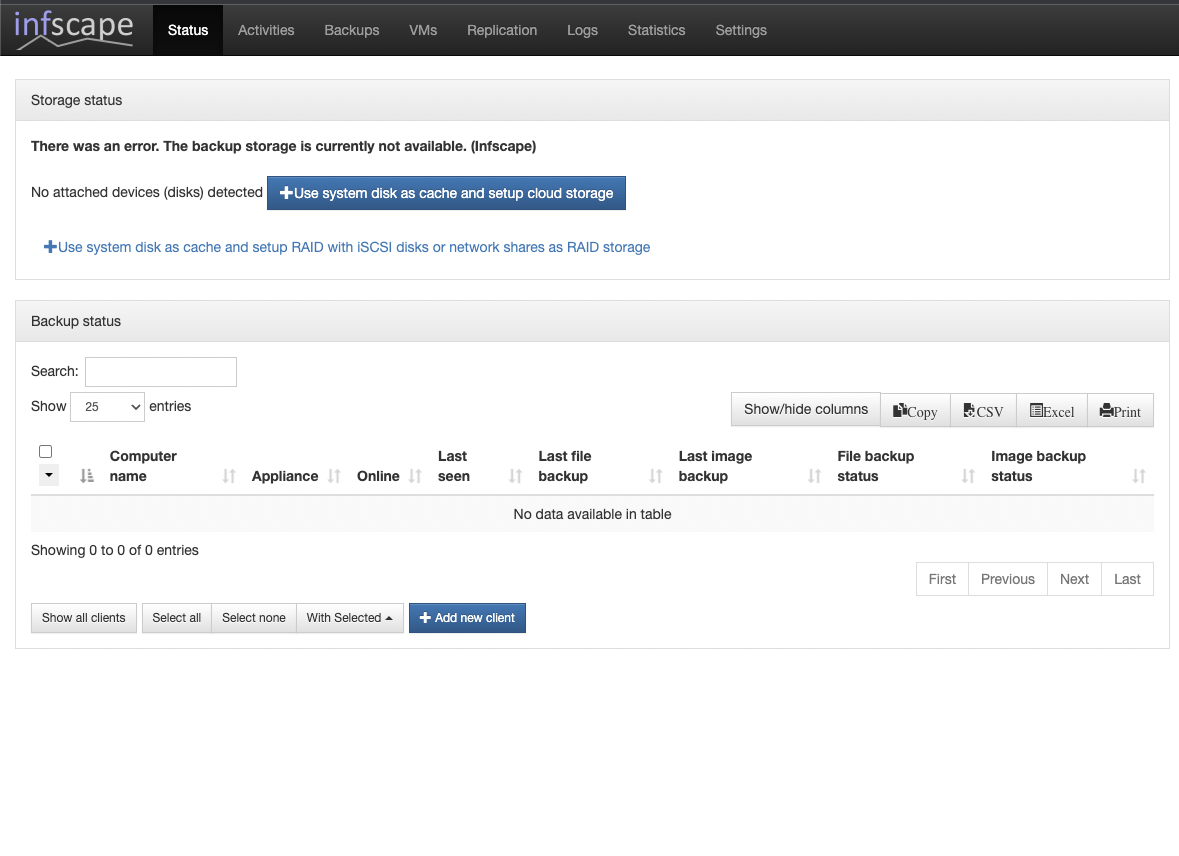 infscape Status Activities Backups VMs Replication Logs Statistics Settings
Storage status
There was an error. The backup storage is currently not available. (Infscape)
No attached devices (disks) detected Use system disk as cache and setup cloud storage
Use system disk as cache and setup RAID with iSCSI disks or network shares as RAID storage
Backup status
Search:
Show 25 entries
Show/hide columns Copy CSV Excel Print
Computer name Appliance Online Last seen Last file backup Last image backup File backup status Image backup status
No data available in table
Showing 0 to 0 of 0 entries
First Previous Next Last
Show all clients Select all Select none With Selected Add new client